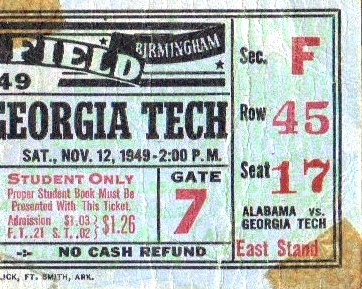 FIELD
BIRMINGHAM
49
GEORGIA TECH
SAT., NOV. 12, 1949-2:00 P. M.
STUDENT ONLY
Proper Student Book Must Be
Presented With This Ticket.
Admission $1.03
F. T. .21 S. T. .02 } $1.26
GATE
7
-:- NO CASH REFUND
LICK, FT. SMITH, ARK.
Sec. F
Row 45
Seat 17
ALABAMA vs.
GEORGIA TECH
East Stand